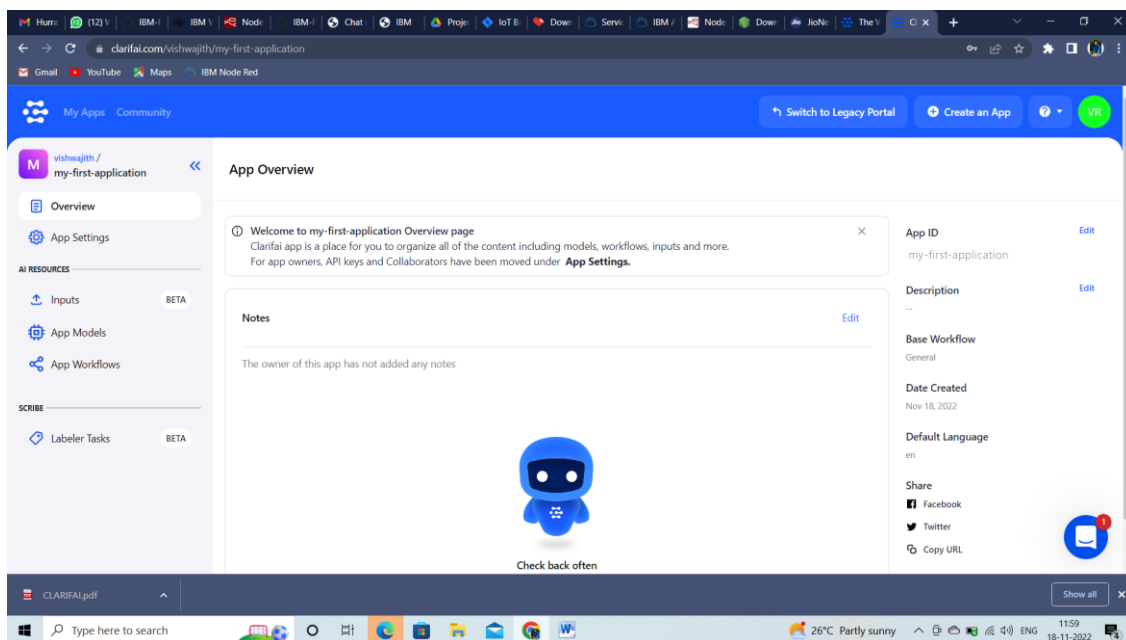 Hurra
(12) V
IBM-I
IBM V
Node
IBM-I
Chat
IBM
Proje
IoT B
Down
Servic
IBM
Node
Down
JioNe
The V
clarifai.com/vishwajith/my-first-application
Gmail YouTube Maps IBM Node Red
My Apps Community Switch to Legacy Portal Create an App ? VR
M vishwajith /
my-first-application
App Overview
Overview
App Settings
AI RESOURCES
Inputs BETA
App Models
App Workflows
SCRIBE
Labeler Tasks BETA
Welcome to my-first-application Overview page
Clarifai app is a place for you to organize all of the content including models, workflows, inputs and more.
For app owners, API keys and Collaborators have been moved under App Settings.
Notes Edit
The owner of this app has not added any notes
Check back often
App ID Edit
my-first-application
Description Edit
--
Base Workflow
General
Date Created
Nov 18, 2022
Default Language
en
Share
Facebook
Twitter
Copy URL
1
CLARIFAI.pdf Show all
Type here to search 26°C Partly sunny ENG 11:59
18-11-2022 4